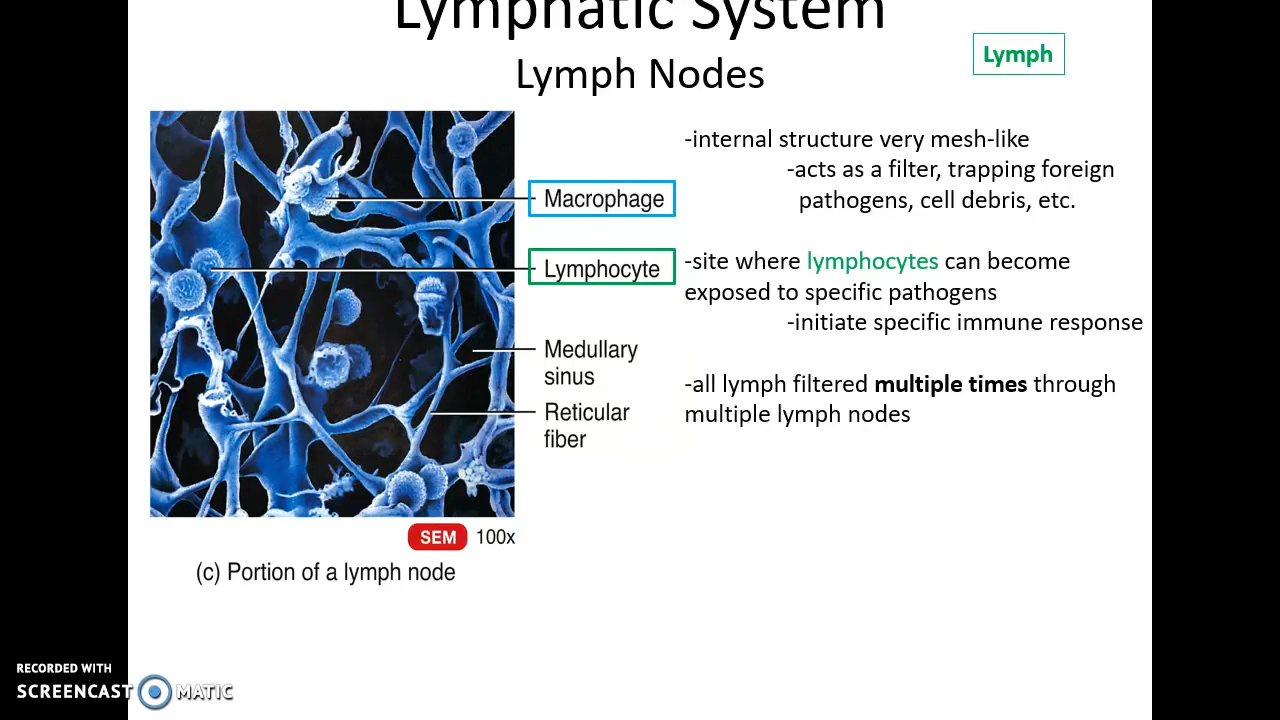 Lymphatic System
Lymph Nodes
Lymph
-internal structure very mesh-like
-acts as a filter, trapping foreign
pathogens, cell debris, etc.
-site where lymphocytes can become
exposed to specific pathogens
-initiate specific immune response
-all lymph filtered multiple times through
multiple lymph nodes
Macrophage
Lymphocyte
Medullary
sinus
Reticular
fiber
SEM 100x
(c) Portion of a lymph node
RECORDED WITH
SCREENCAST MATIC